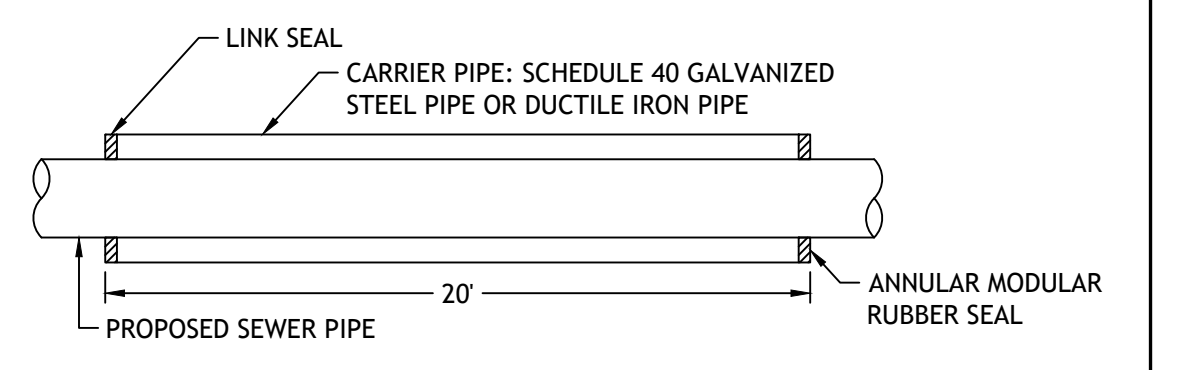 LINK SEAL
CARRIER PIPE: SCHEDULE 40 GALVANIZED
STEEL PIPE OR DUCTILE IRON PIPE
20'
ANNULAR MODULAR
RUBBER SEAL
PROPOSED SEWER PIPE